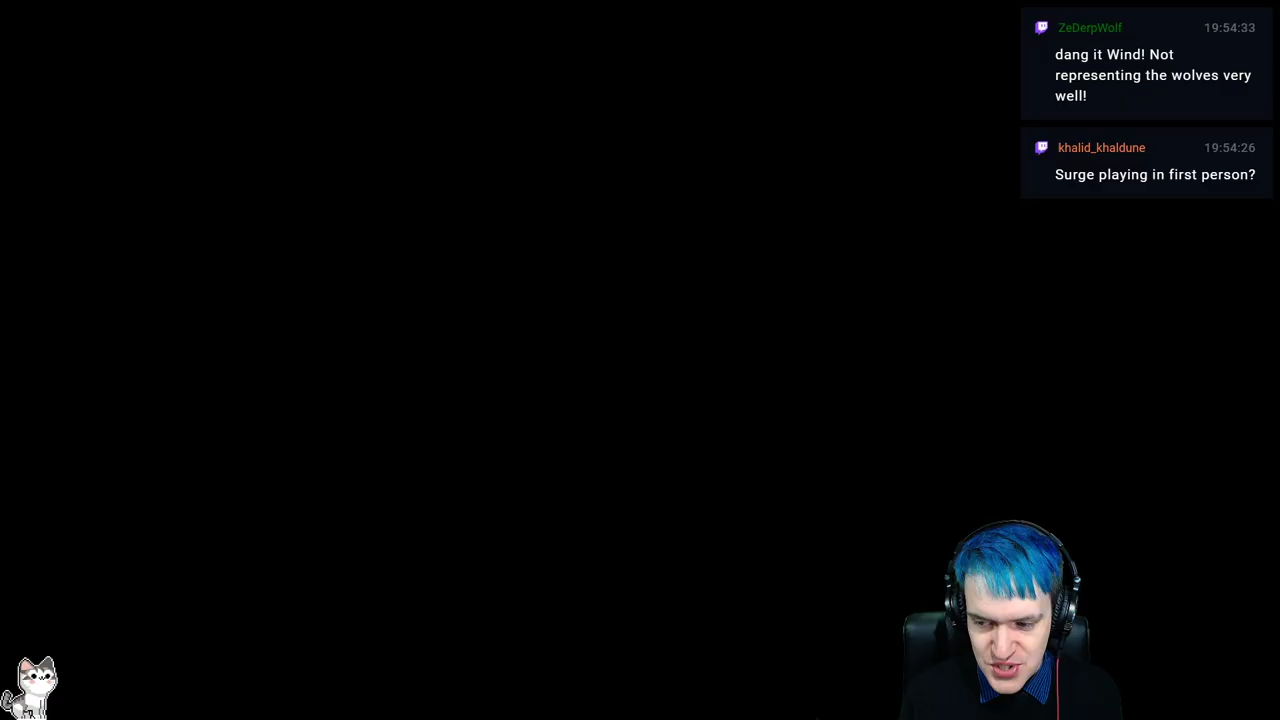 ZeDerpWolf 19:54:33
dang it Wind! Not
representing the wolves very
well!
khalid_khaldune 19:54:26
Surge playing in first person?